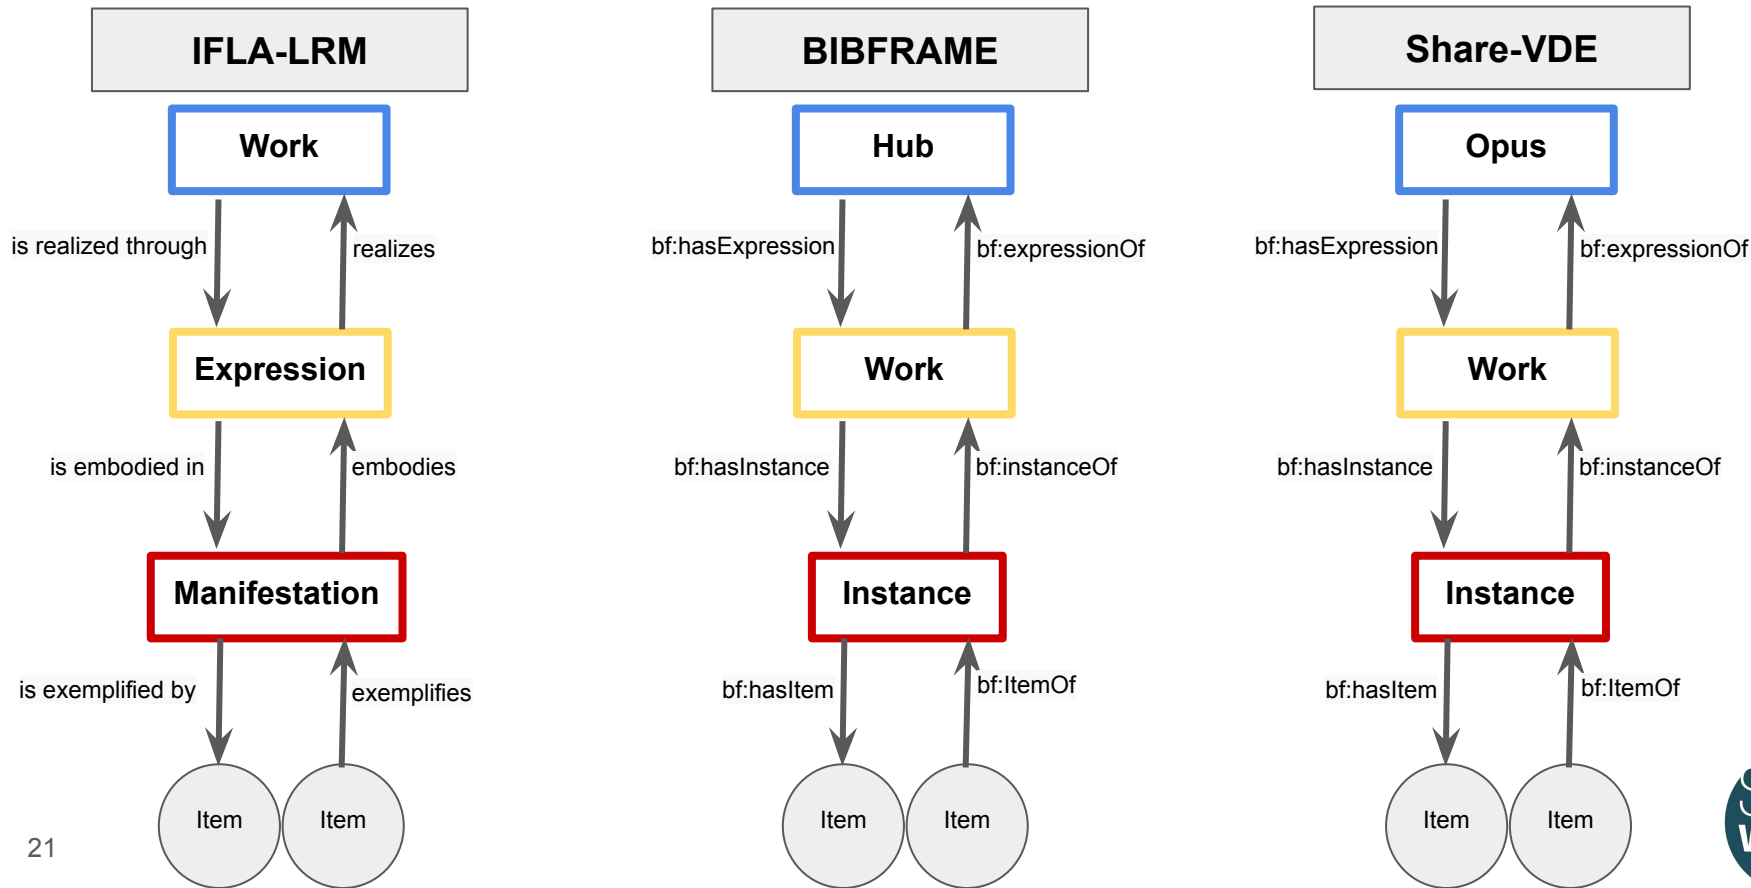 IFLA-LRM
Work
is realized through
realizes
Expression
is embodied in
embodies
Manifestation
is exemplified by
exemplifies
Item
Item
BIBFRAME
Hub
bf:hasExpression
bf:expressionOf
Work
bf:hasInstance
bf:instanceOf
Instance
bf:hasItem
bf:ItemOf
Item
Item
Share-VDE
Opus
bf:hasExpression
bf:expressionOf
Work
bf:hasInstance
bf:instanceOf
Instance
bf:hasItem
bf:ItemOf
Item
Item
21